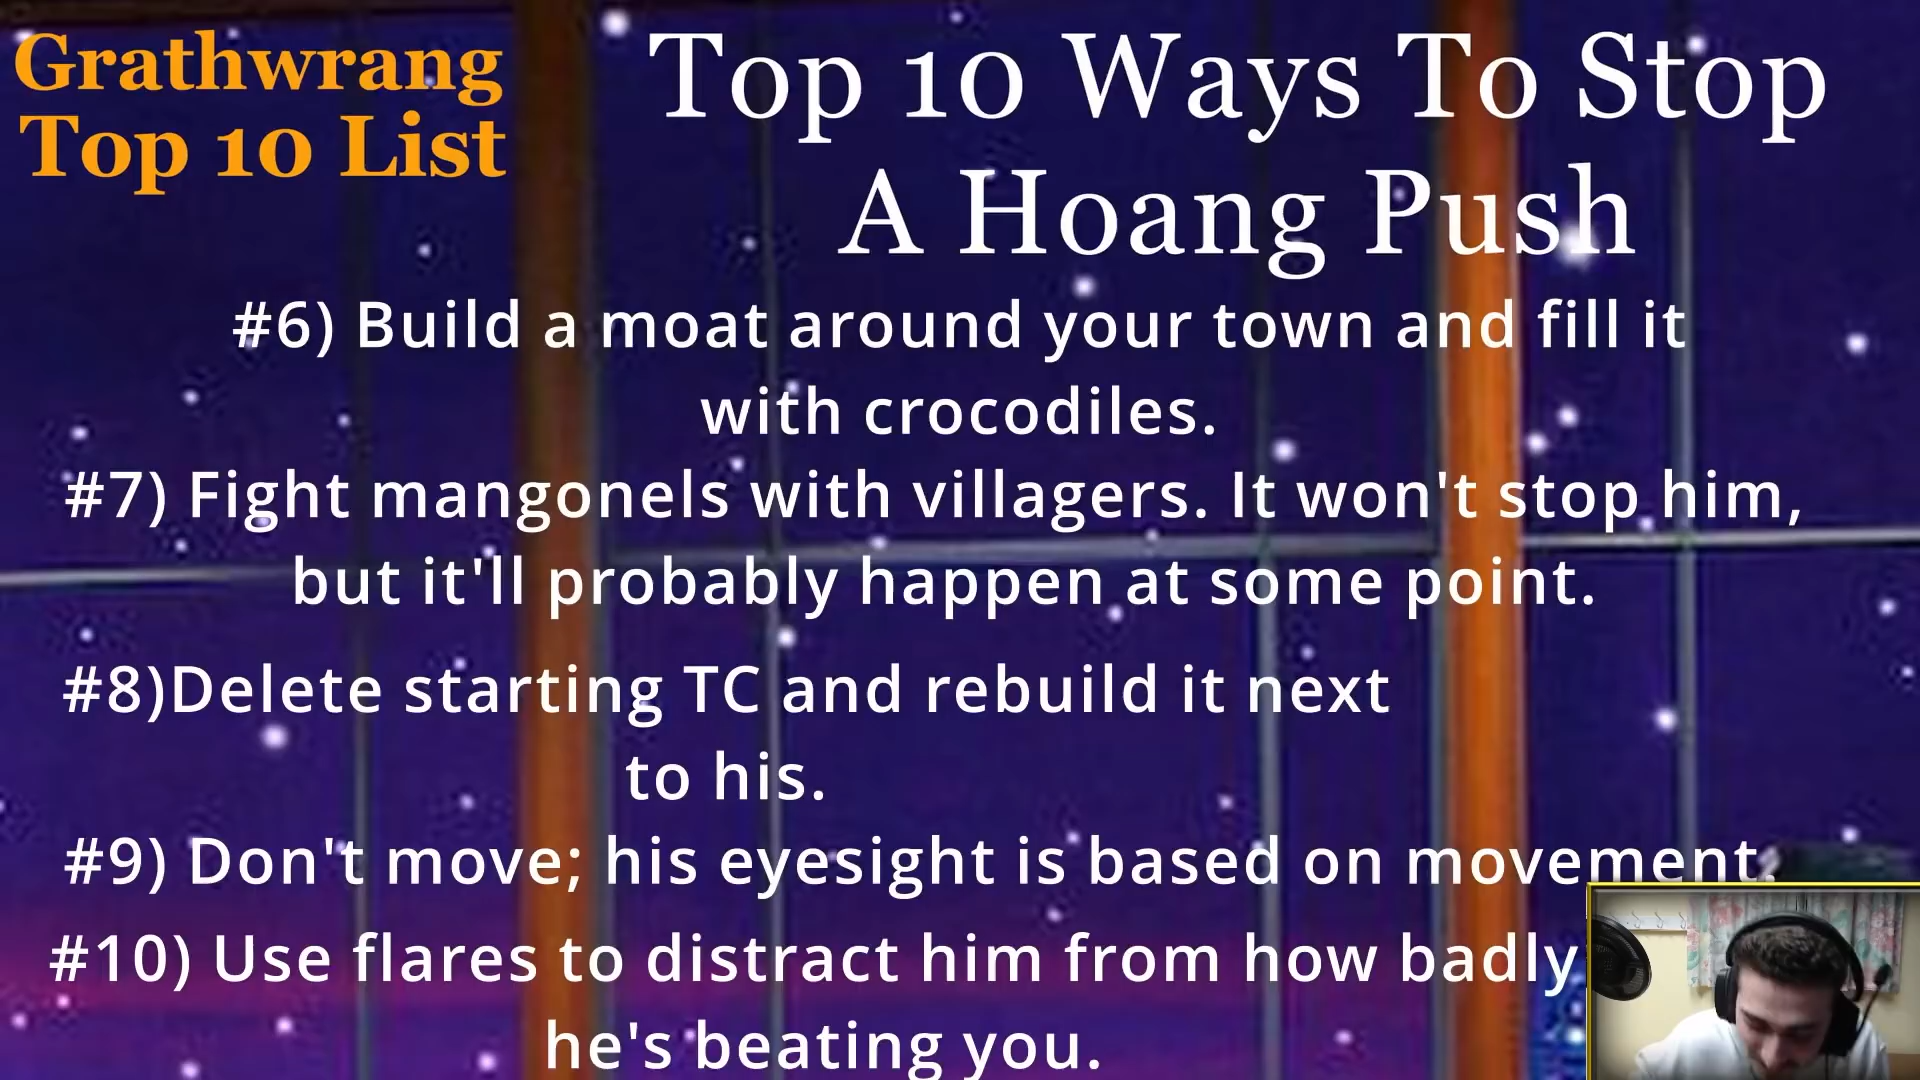 Grathwrang
Top 10 List
Top 10 Ways To Stop
A Hoang Push
#6) Build a moat around your town and fill it
with crocodiles.
#7) Fight mangonels with villagers. It won't stop him,
but it'll probably happen at some point.
#8)Delete starting TC and rebuild it next
to his.
#9) Don't move; his eyesight is based on movement.
#10) Use flares to distract him from how badly
he's beating you.